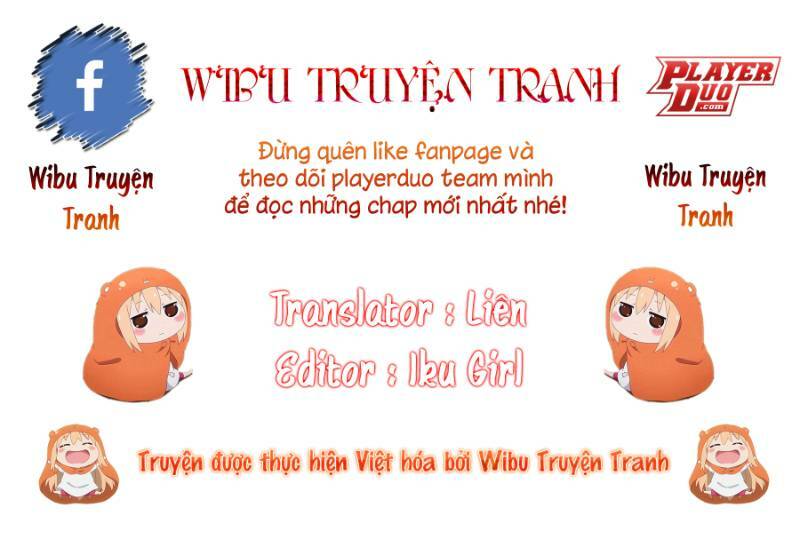 f
WIBU TRUYỆN TRANH
PLAYER
DUO.com
Wibu Truyện
Tranh
Đừng quên like fanpage và
theo dõi playerduo team mình
để đọc những chap mới nhất nhé!
Wibu Truyện
Tranh
Translator : Liên
Editor : Iku Girl
Truyện được thực hiện Việt hóa bởi Wibu Truyện Tranh